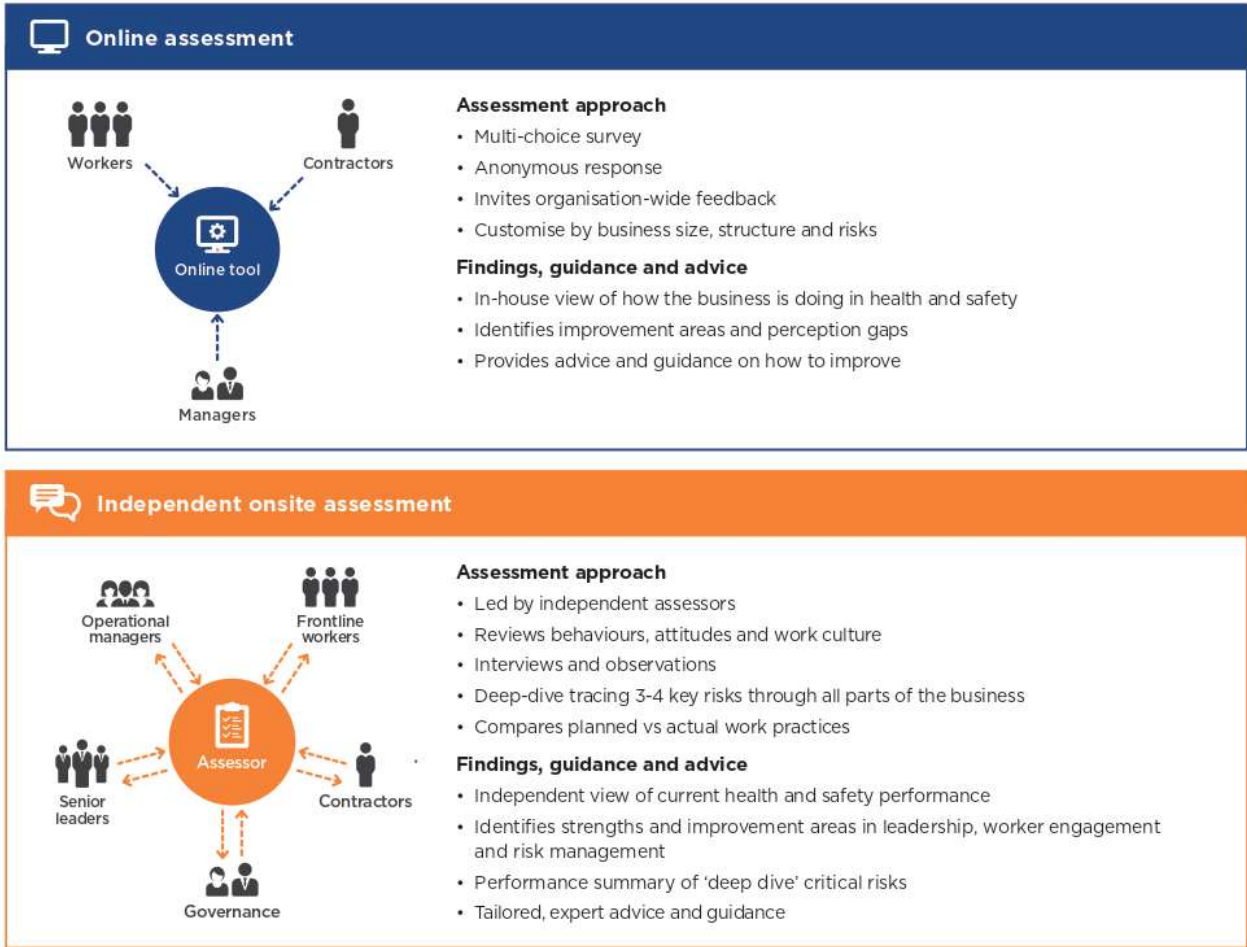 Online assessment
Workers
Contractors
Online tool
Managers
Assessment approach
• Multi-choice survey
• Anonymous response
• Invites organisation-wide feedback
• Customise by business size, structure and risks
Findings, guidance and advice
• In-house view of how the business is doing in health and safety
• Identifies improvement areas and perception gaps
• Provides advice and guidance on how to improve
Independent onsite assessment
Operational
managers
Frontline
workers
Assessor
Senior
leaders
Contractors
Governance
Assessment approach
• Led by independent assessors
• Reviews behaviours, attitudes and work culture
• Interviews and observations
• Deep-dive tracing 3-4 key risks through all parts of the business
• Compares planned vs actual work practices
Findings, guidance and advice
• Independent view of current health and safety performance
• Identifies strengths and improvement areas in leadership, worker engagement
and risk management
• Performance summary of ‘deep dive’ critical risks
• Tailored, expert advice and guidance